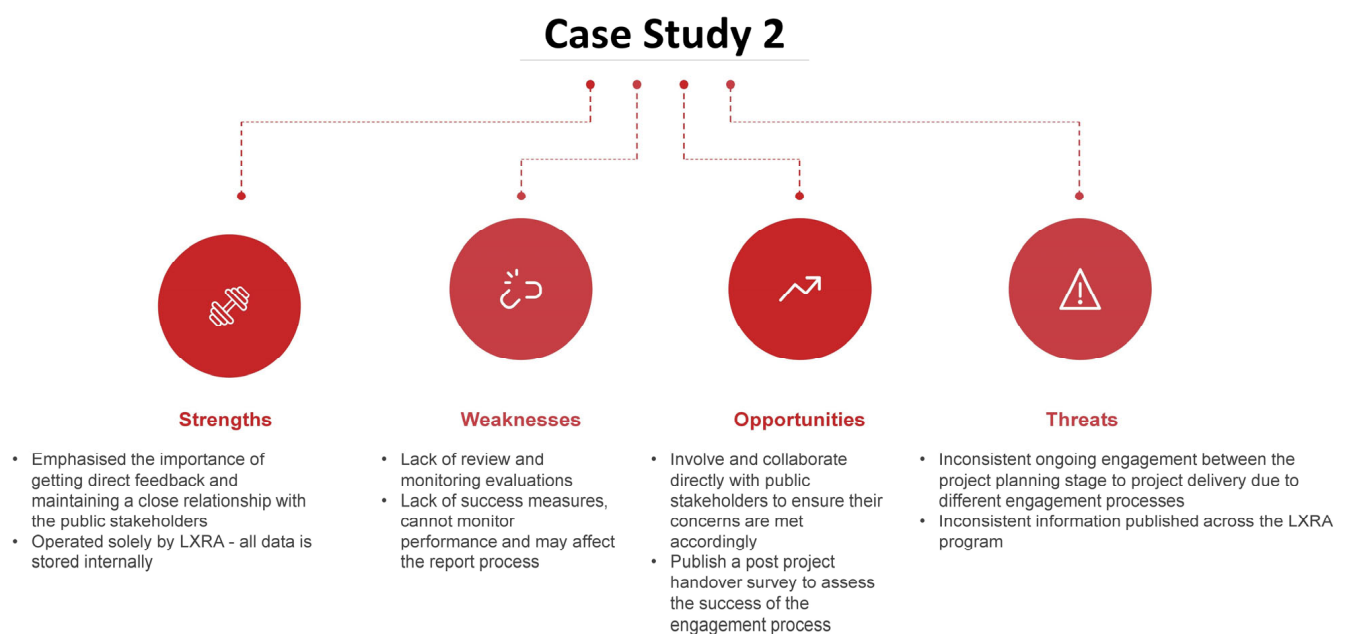 Case Study 2
Strengths
• Emphasised the importance of
getting direct feedback and
maintaining a close relationship with
the public stakeholders
• Operated solely by LXRA - all data is
stored internally
Weaknesses
• Lack of review and
monitoring evaluations
• Lack of success measures,
cannot monitor
performance and may affect
the report process
Opportunities
• Involve and collaborate
directly with public
stakeholders to ensure their
concerns are met
accordingly
• Publish a post project
handover survey to assess
the success of the
engagement process
Threats
• Inconsistent ongoing engagement between the
project planning stage to project delivery due to
different engagement processes
• Inconsistent information published across the LXRA
program